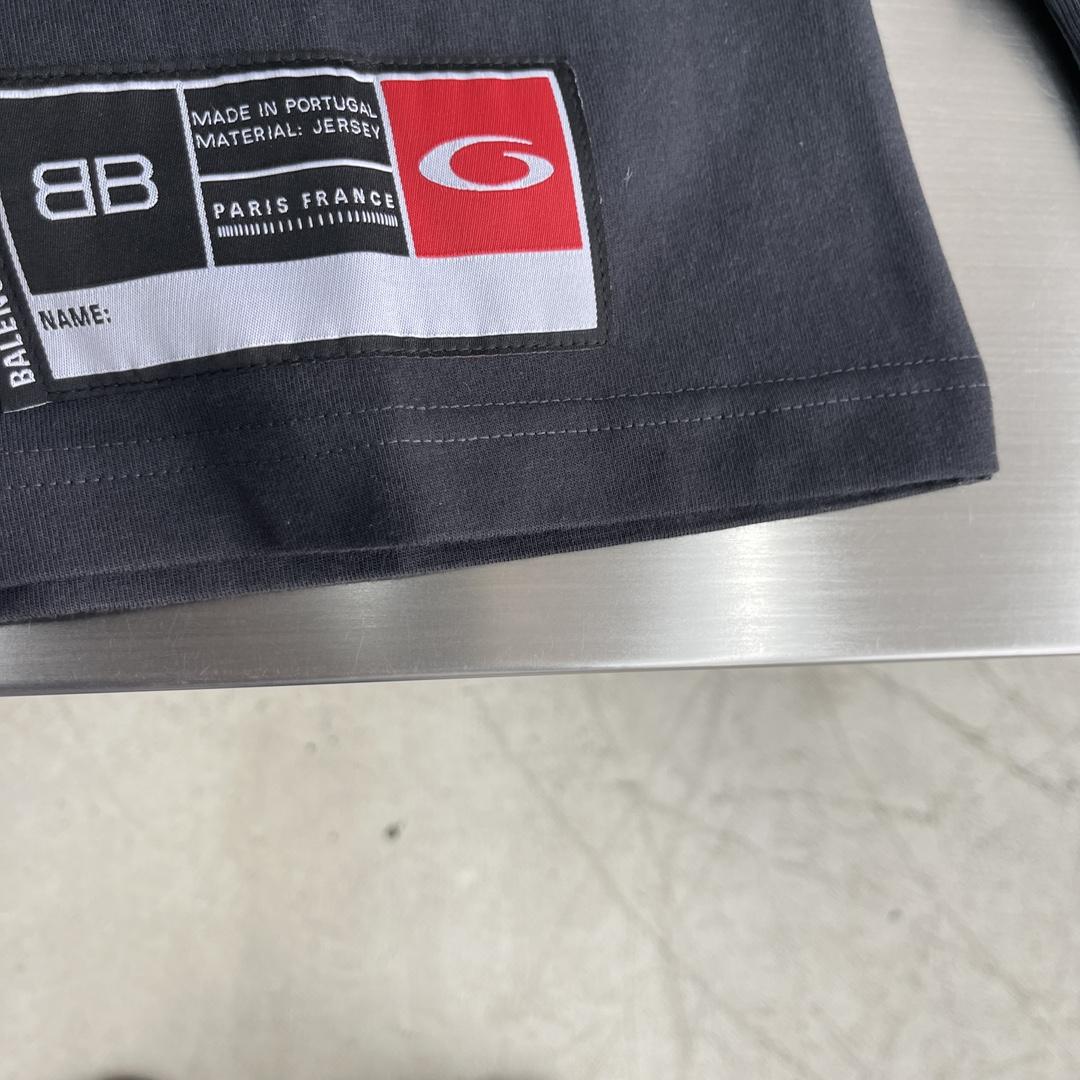 BB
MADE IN PORTUGAL
MATERIAL: JERSEY
PARIS FRANCE
G
NAME:
BALEN